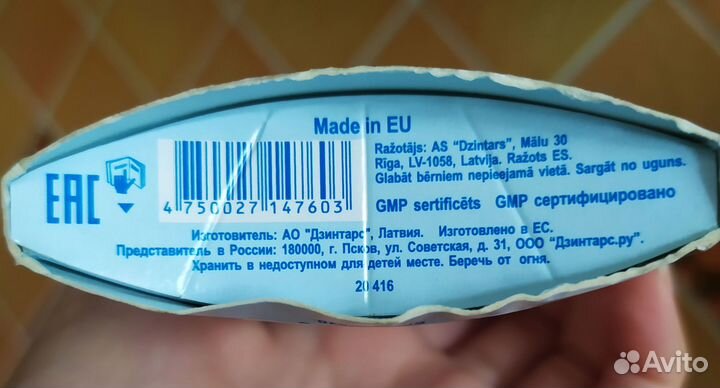 Made in EU
Ražotājs: AS "Dzintars", Mālu 30
Rīga, LV-1058, Latvija. Ražots ES.
Glabāt bērniem nepieejamā vietā. Sargāt no uguns.
EAC
4 750027 147603
GMP sertificēts GMP сертифицировано
Изготовитель: АО "Дзинтарс", Латвия. Изготовлено в ЕС.
Представитель в России: 180000, г. Псков, ул. Советская, д. 31, ООО "Дзинтарс.ру".
Хранить в недоступном для детей месте. Беречь от огня.
20 416
Avito